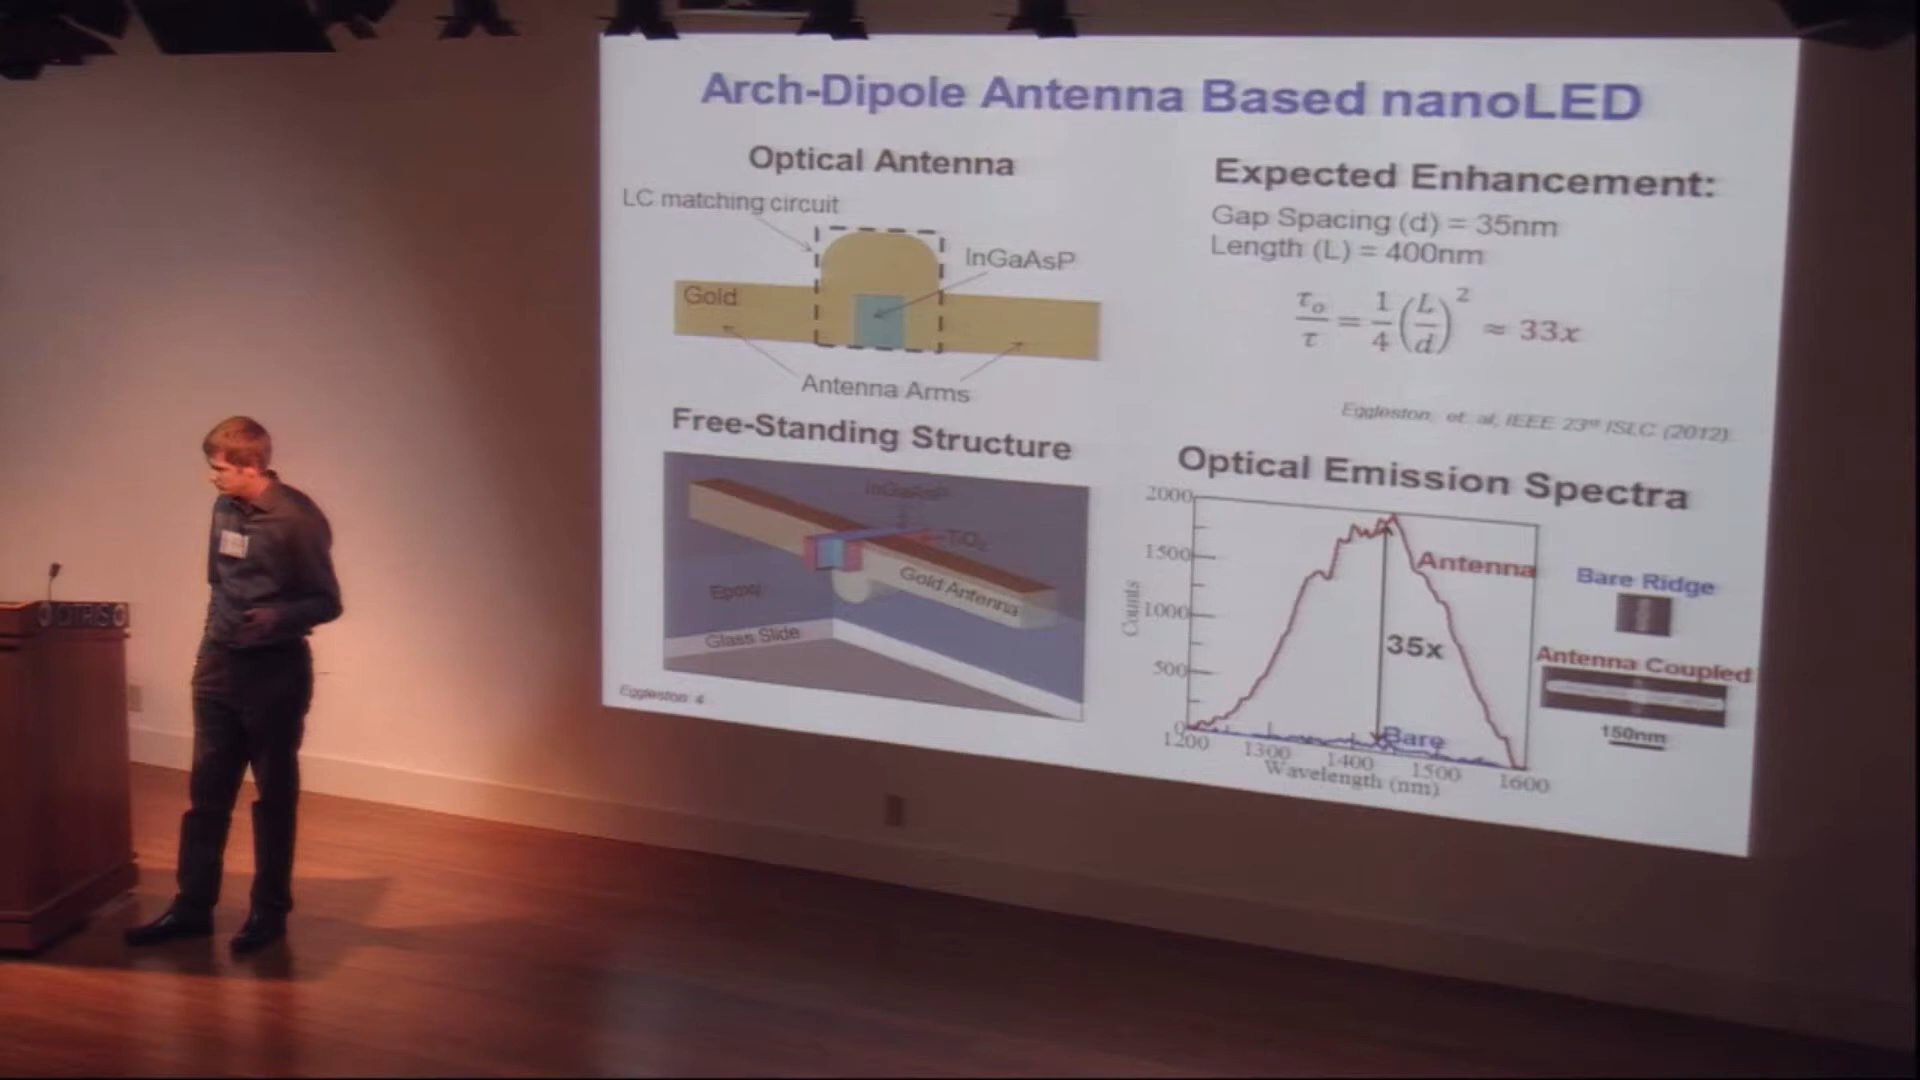 Arch-Dipole Antenna Based nanoLED
Optical Antenna
LC matching circuit
InGaAsP
Gold
Antenna Arms
Expected Enhancement:
Gap Spacing (d) = 35nm
Length (L) = 400nm
τo/τ = 1/4 (L/d)² ≈ 33x
Eggleston, et. al, IEEE 23rd ISLC (2012).
Free-Standing Structure
InGaAsP
TiO2
Gold Antenna
Epoxy
Glass Slide
Eggleston 4
Optical Emission Spectra
2000
1500
1000
500
0
Counts
Antenna
35x
Bare
1200 1300 1400 1500 1600
Wavelength (nm)
Bare Ridge
Antenna Coupled
150nm